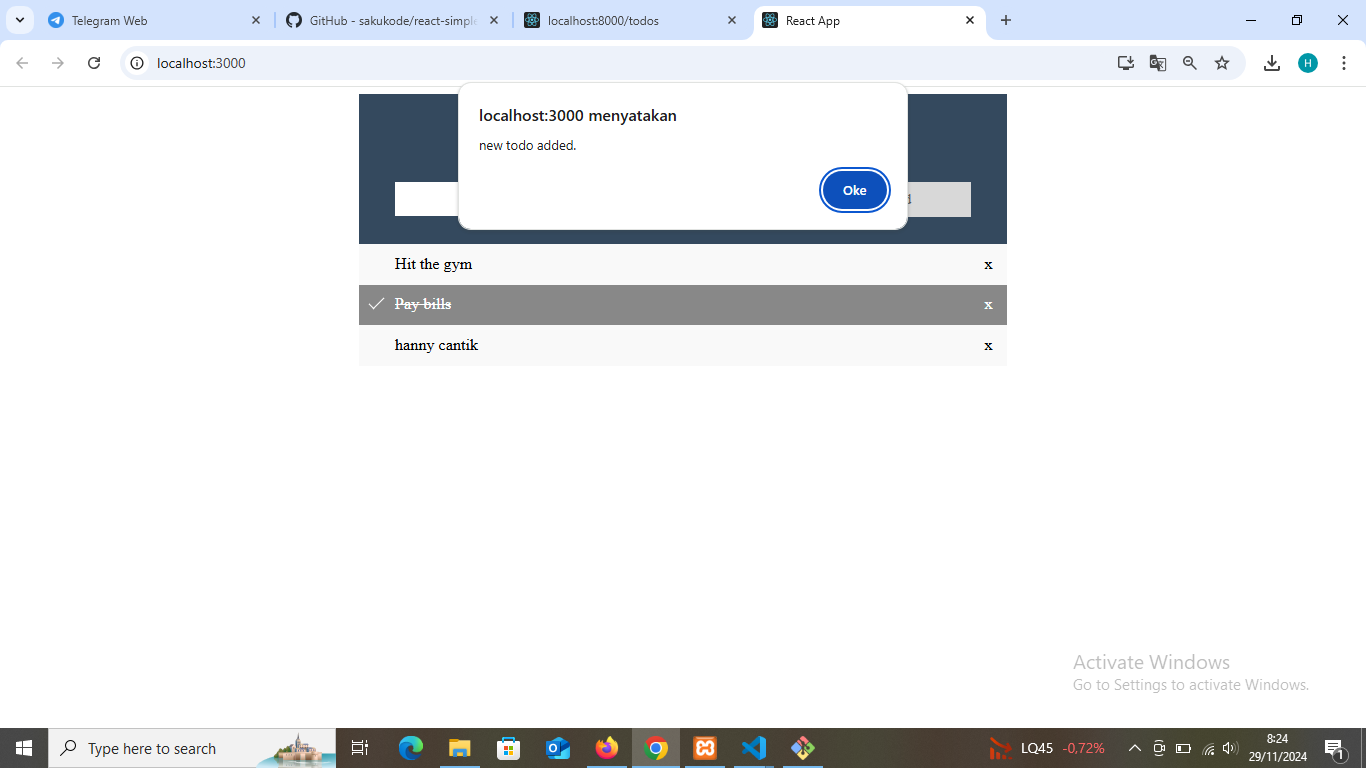 Telegram Web
GitHub - sakukode/react-simple
localhost:8000/todos
React App
localhost:3000
H
localhost:3000 menyatakan
new todo added.
Oke
Hit the gym
x
Pay bills
x
hanny cantik
x
Activate Windows
Go to Settings to activate Windows.
Type here to search
LQ45 -0,72%
8:24
29/11/2024
1